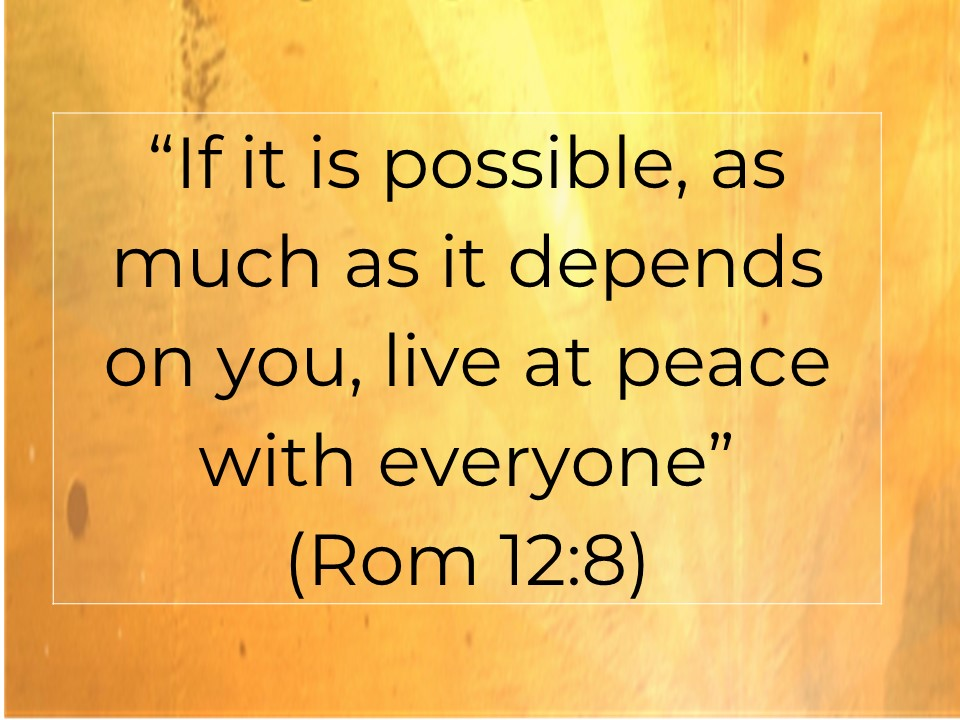 “If it is possible, as
much as it depends
on you, live at peace
with everyone”
(Rom 12:8)